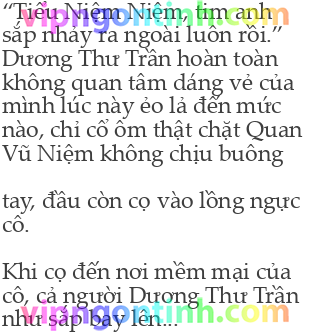 “Tiểu Niệm Niệm, tim anh
sắp nhảy ra ngoài luôn rồi.”
Dương Thư Trần hoàn toàn
không quan tâm dáng vẻ của
mình lúc này ẻo lả đến mức
nào, chỉ cổ ôm thật chặt Quan
Vũ Niệm không chịu buông
tay, đầu còn cọ vào lồng ngực
cô.
Khi cọ đến nơi mềm mại của
cô, cả người Dương Thư Trần
như sắp bay lên...
vipngontinh.com
vipngontinh.com
vipngontinh.com